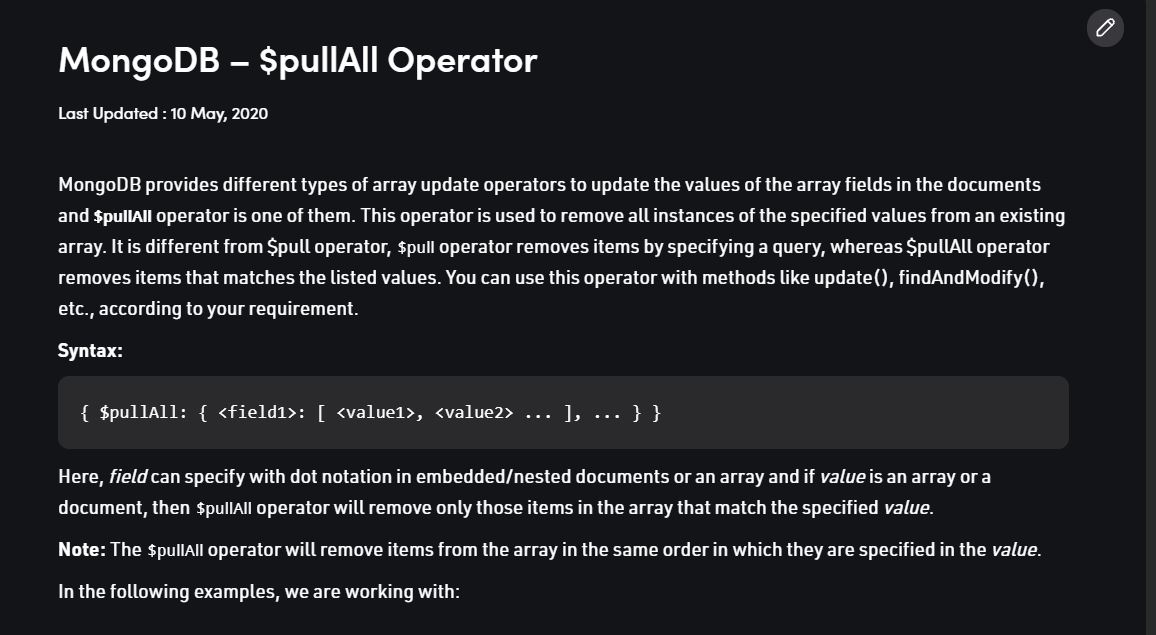 MongoDB – $pullAll Operator
Last Updated : 10 May, 2020
MongoDB provides different types of array update operators to update the values of the array fields in the documents
and $pullAll operator is one of them. This operator is used to remove all instances of the specified values from an existing
array. It is different from $pull operator, $pull operator removes items by specifying a query, whereas $pullAll operator
removes items that matches the listed values. You can use this operator with methods like update(), findAndModify(),
etc., according to your requirement.
Syntax:
{ $pullAll: { <field1>: [ <value1>, <value2> ... ], ... } }
Here, field can specify with dot notation in embedded/nested documents or an array and if value is an array or a
document, then $pullAll operator will remove only those items in the array that match the specified value.
Note: The $pullAll operator will remove items from the array in the same order in which they are specified in the value.
In the following examples, we are working with: